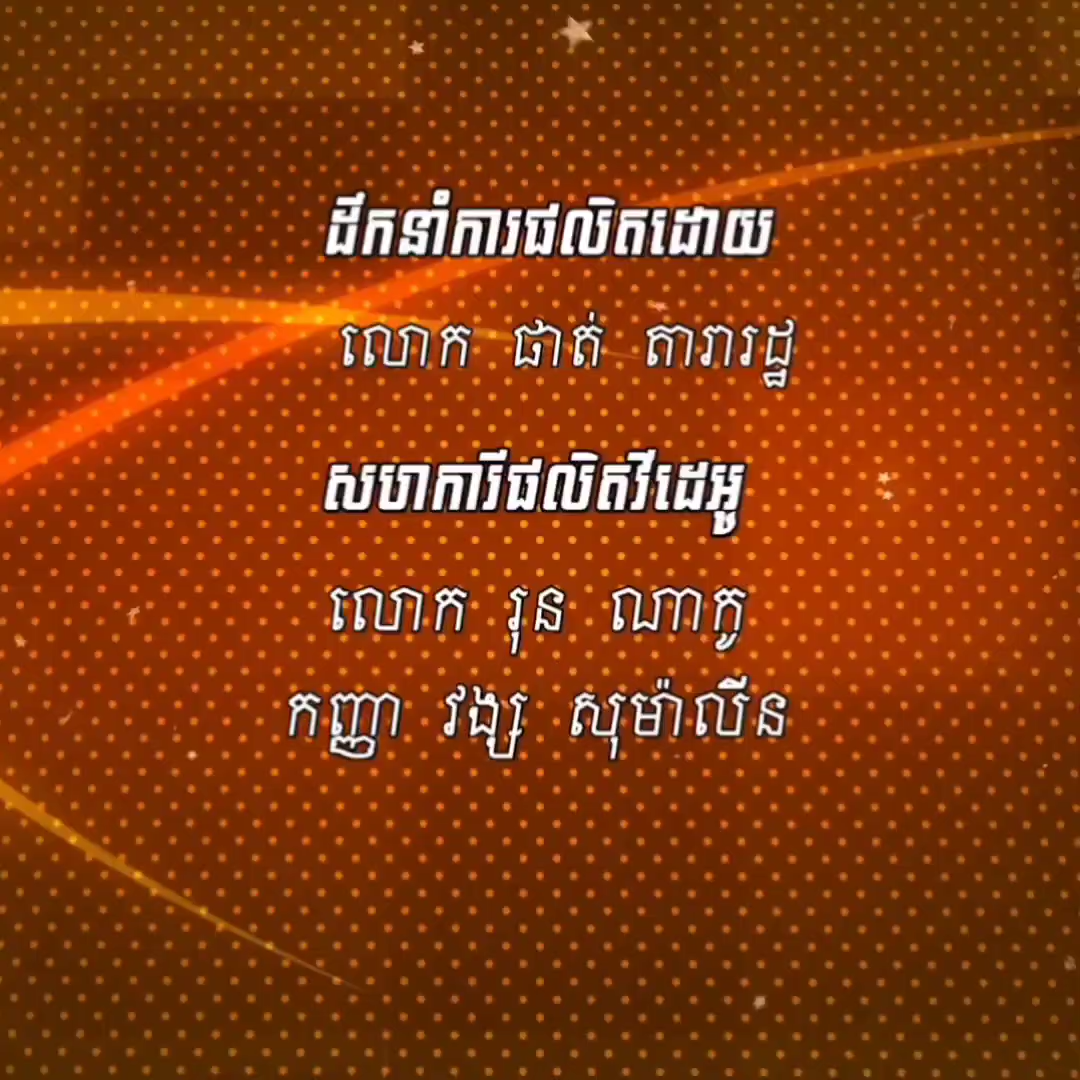 ដឹកនាំការផលិតដោយ
លោក ផាត់ តារារដ្ឋ
សហការីផលិតវីដេអូ
លោក រុន ណាកូ
កញ្ញា វង្ស សុម៉ាលីន